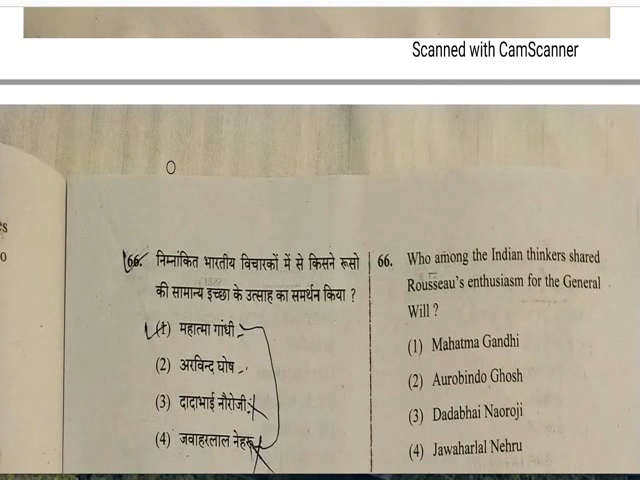 Scanned with CamScanner
es
o
66. निम्नांकित भारतीय विचारकों में से किसने रूसो
की सामान्य इच्छा के उत्साह का समर्थन किया ?
(1) महात्मा गांधी
(2) अरविन्द घोष
(3) दादाभाई नौरोजी
(4) जवाहरलाल नेहरू
66. Who among the Indian thinkers shared
Rousseau's enthusiasm for the General
Will ?
(1) Mahatma Gandhi
(2) Aurobindo Ghosh
(3) Dadabhai Naoroji
(4) Jawaharlal Nehru